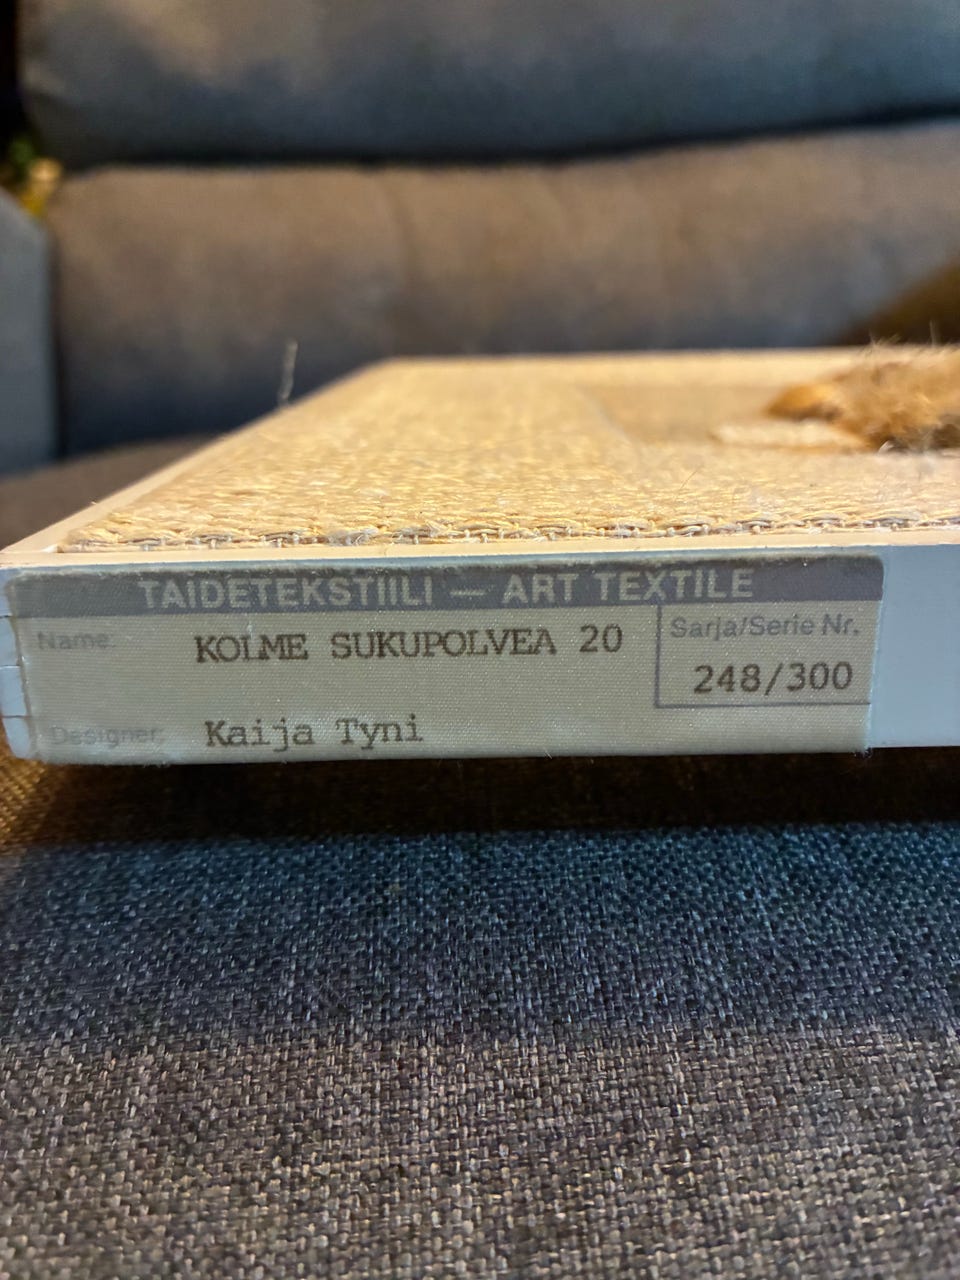 TAIDETEKSTIILI — ART TEXTILE
Name: KOLME SUKUPOLVEA 20
Sarja/Serie Nr.
248/300
Designer: Kaija Tyni